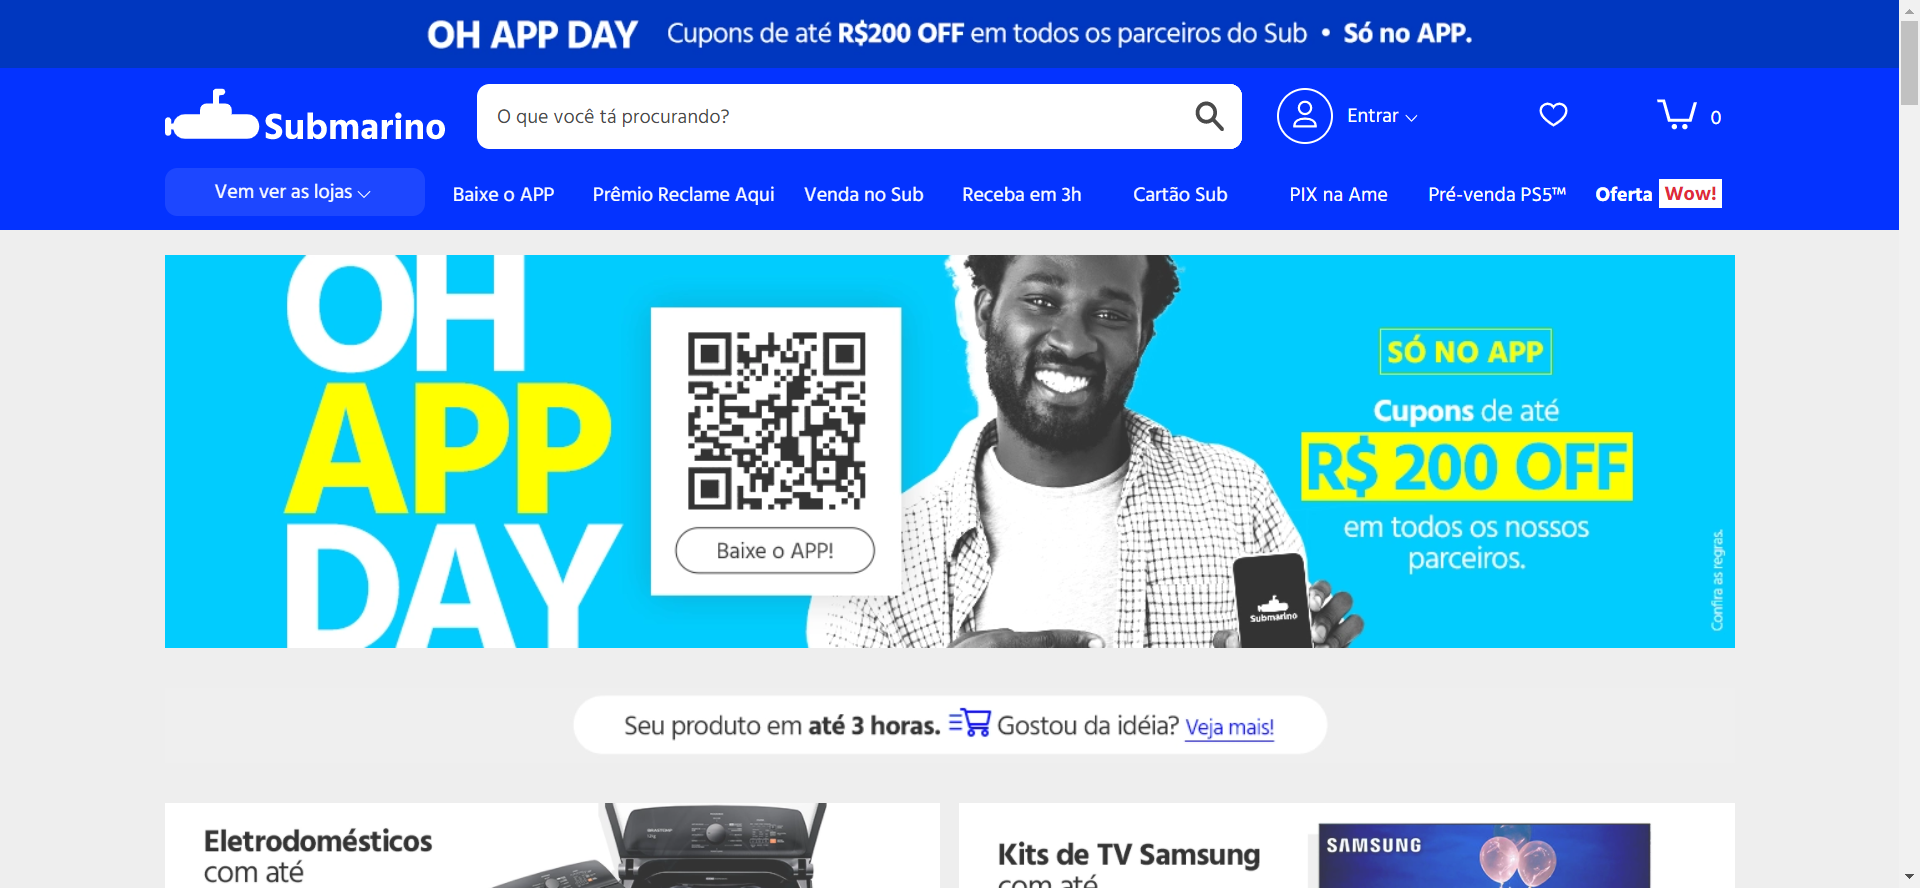 OH APP DAY Cupons de até R$200 OFF em todos os parceiros do Sub • Só no APP.
Submarino
O que você tá procurando?
Entrar
0
Vem ver as lojas
Baixe o APP
Prêmio Reclame Aqui
Venda no Sub
Receba em 3h
Cartão Sub
PIX na Ame
Pré-venda PS5™
Oferta Wow!
OH
APP
DAY
Baixe o APP!
Submarino
SÓ NO APP
Cupons de até
R$ 200 OFF
em todos os nossos
parceiros.
Confira as regras.
Seu produto em até 3 horas. Gostou da idéia? Veja mais!
Eletrodomésticos
com até
Kits de TV Samsung
com até
SAMSUNG